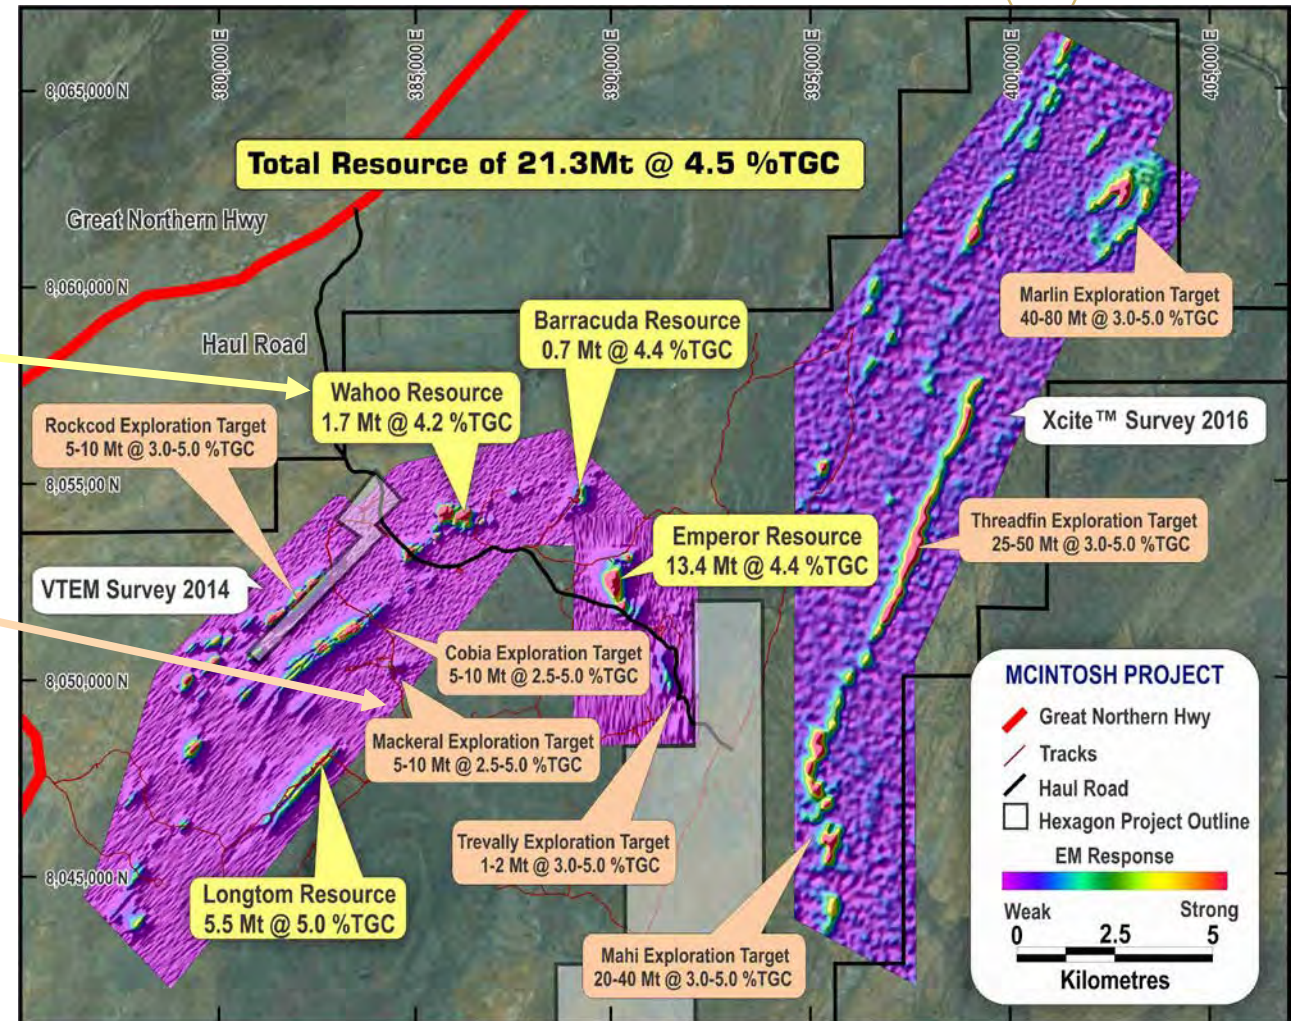 380,000 E
385,000 E
390,000 E
395,000 E
400,000 E
405,000 E
8,065,000 N
Total Resource of 21.3Mt @ 4.5 %TGC
Great Northern Hwy
8,060,000 N
Marlin Exploration Target
40-80 Mt @ 3.0-5.0 %TGC
Haul Road
Barracuda Resource
0.7 Mt @ 4.4 %TGC
Wahoo Resource
1.7 Mt @ 4.2 %TGC
Xcite™ Survey 2016
Rockcod Exploration Target
5-10 Mt @ 3.0-5.0 %TGC
8,055,00 N
Emperor Resource
13.4 Mt @ 4.4 %TGC
Threadfin Exploration Target
25-50 Mt @ 3.0-5.0 %TGC
VTEM Survey 2014
Cobia Exploration Target
5-10 Mt @ 2.5-5.0 %TGC
8,050,000 N
Mackeral Exploration Target
5-10 Mt @ 2.5-5.0 %TGC
Trevally Exploration Target
1-2 Mt @ 3.0-5.0 %TGC
8,045,000 N
Longtom Resource
5.5 Mt @ 5.0 %TGC
Mahi Exploration Target
20-40 Mt @ 3.0-5.0 %TGC
MCINTOSH PROJECT
Great Northern Hwy
Tracks
Haul Road
Hexagon Project Outline
EM Response
Weak Strong
0 2.5 5
Kilometres